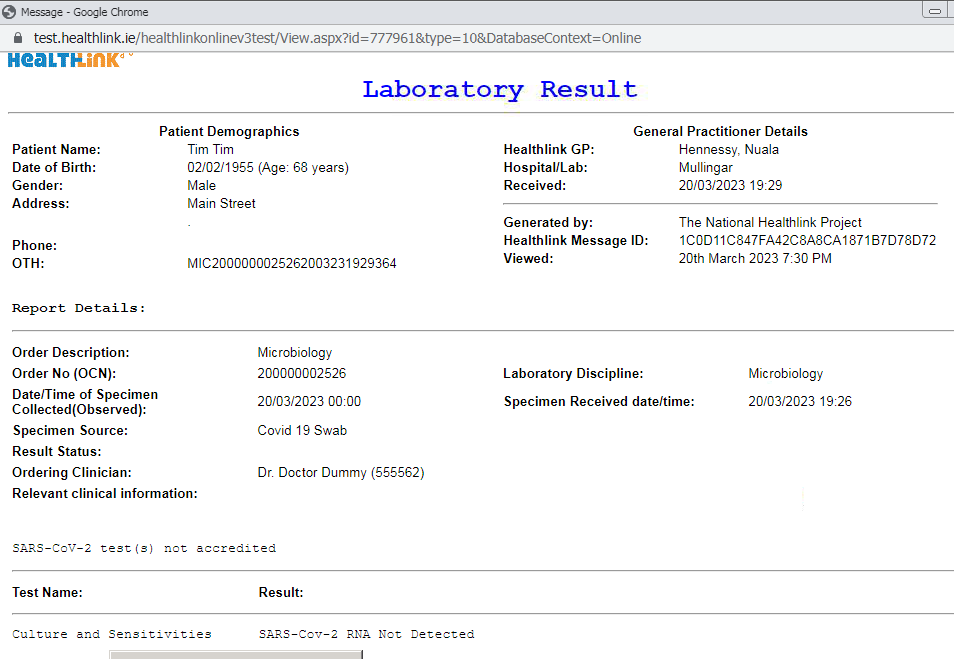 Message - Google Chrome
test.healthlink.ie/healthlinkonlinev3test/View.aspx?id=777961&type=10&DatabaseContext=Online
HealthLink
Laboratory Result
Patient Demographics
Patient Name: Tim Tim
Date of Birth: 02/02/1955 (Age: 68 years)
Gender: Male
Address: Main Street
.
Phone:
OTH: MIC2000000025262003231929364
General Practitioner Details
Healthlink GP: Hennessy, Nuala
Hospital/Lab: Mullingar
Received: 20/03/2023 19:29
Generated by: The National Healthlink Project
Healthlink Message ID: 1C0D11C847FA42C8A8CA1871B7D78D72
Viewed: 20th March 2023 7:30 PM
Report Details:
Order Description: Microbiology
Order No (OCN): 200000002526 Laboratory Discipline: Microbiology
Date/Time of Specimen
Collected(Observed): 20/03/2023 00:00 Specimen Received date/time: 20/03/2023 19:26
Specimen Source: Covid 19 Swab
Result Status:
Ordering Clinician: Dr. Doctor Dummy (555562)
Relevant clinical information:
SARS-CoV-2 test(s) not accredited
Test Name: Result:
Culture and Sensitivities SARS-Cov-2 RNA Not Detected